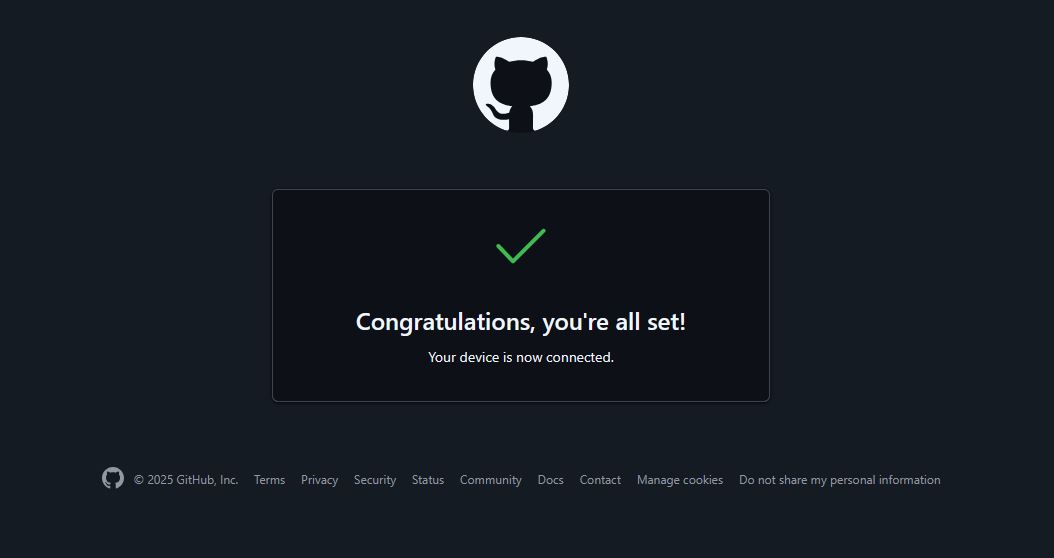 Congratulations, you're all set!
Your device is now connected.
© 2025 GitHub, Inc. Terms Privacy Security Status Community Docs Contact Manage cookies Do not share my personal information